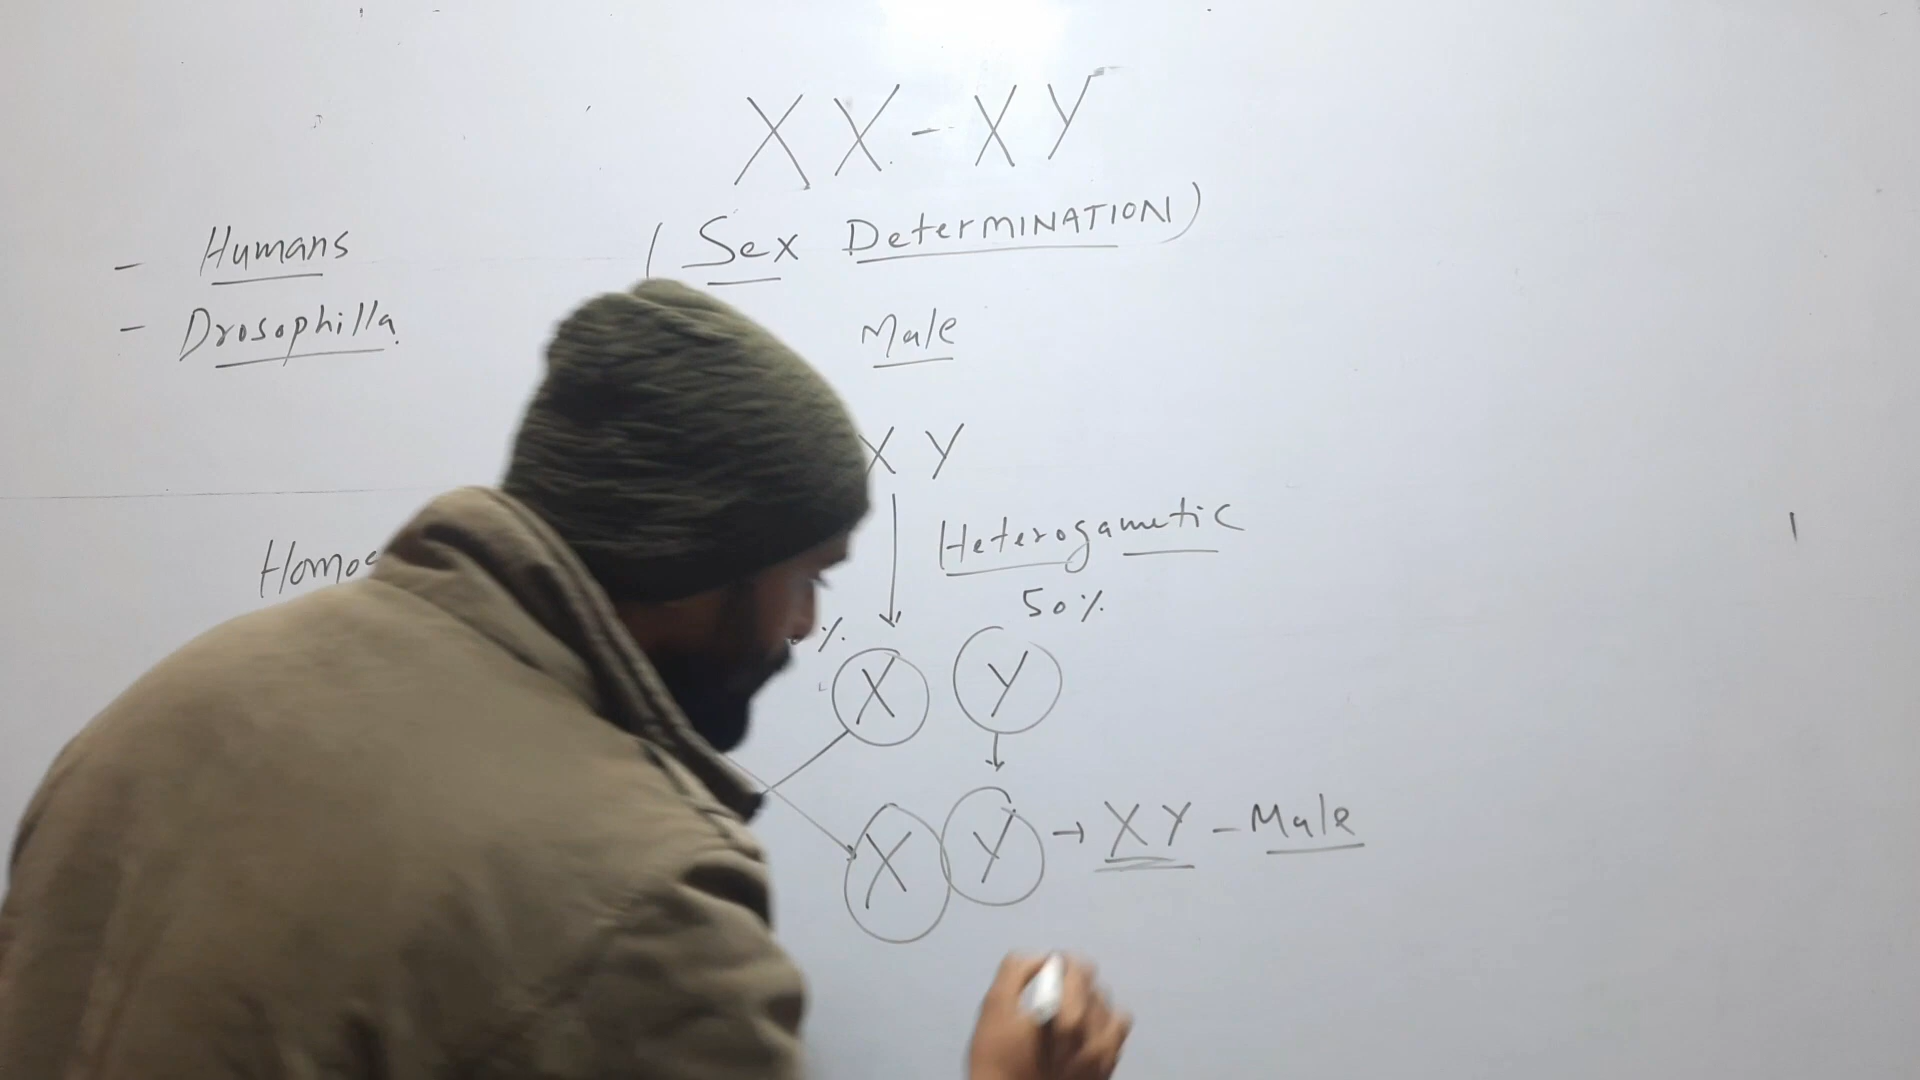 XX - XY
(Sex DetermINATION)
- Humans
- Drosophilla
Male
XY
Heterogametic
50%
X Y
X Y → XY - Male